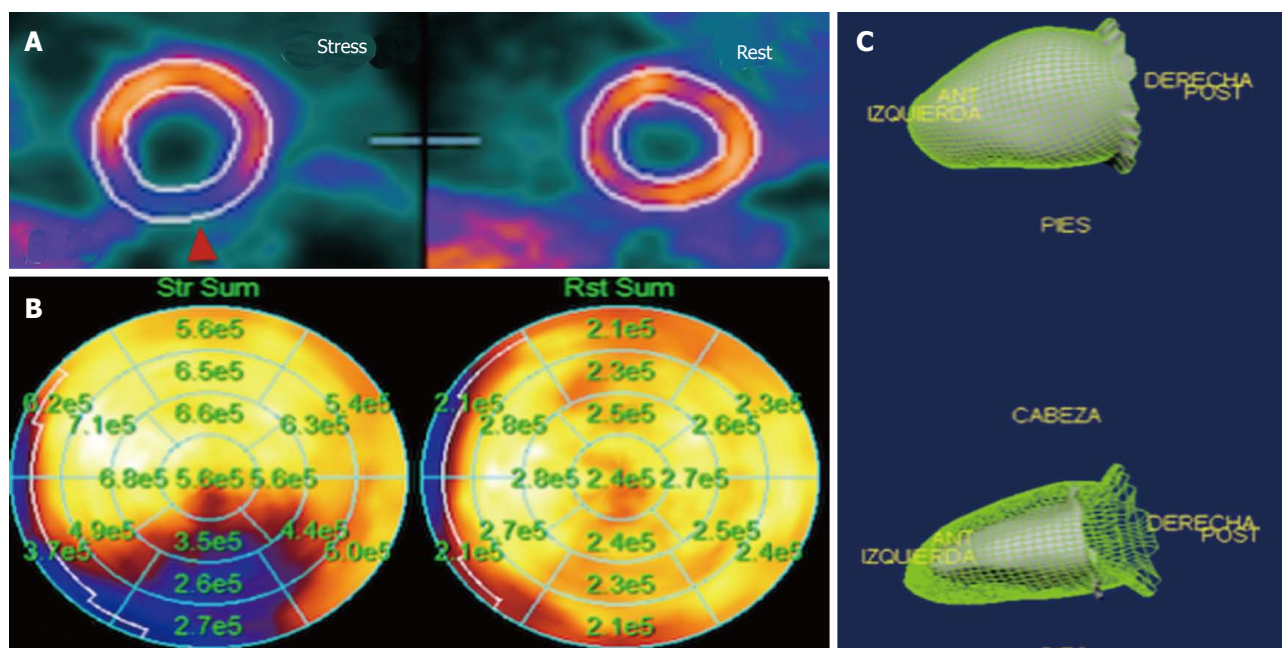 A
Stress
Rest
B
Str Sum
5.6e5
6.5e5
6.2e5
5.4e5
7.1e5
6.6e5
6.3e5
6.8e5
5.6e5
5.6e5
4.9e5
4.4e5
3.7e5
3.5e5
5.0e5
2.6e5
2.7e5
Rst Sum
2.1e5
2.3e5
2.1e5
2.3e5
2.8e5
2.5e5
2.6e5
2.8e5
2.4e5
2.7e5
2.7e5
2.5e5
2.1e5
2.4e5
2.4e5
2.3e5
2.1e5
C
ANT
IZQUIERDA
DERECHA
POST
PIES
CABEZA
ANT
IZQUIERDA
DERECHA
POST